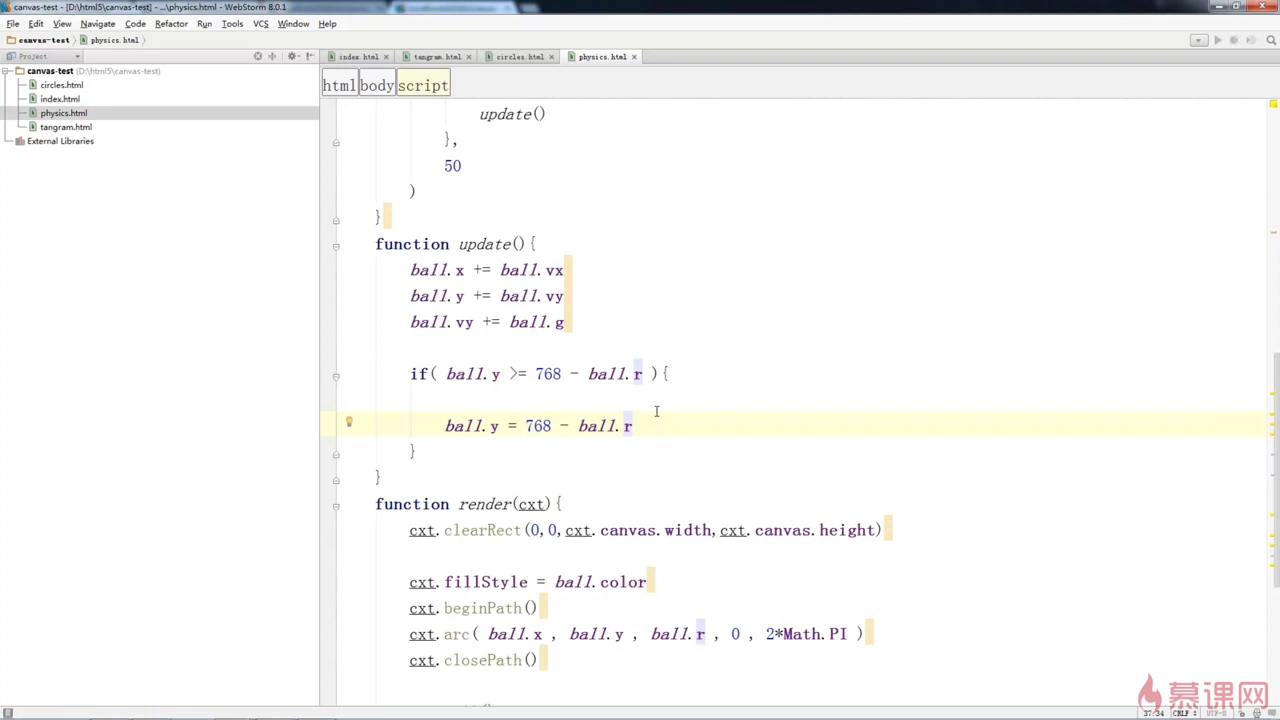 canvas-test - [D:\html5\canvas-test] - ...\physics.html - WebStorm 8.0.1
File Edit View Navigate Code Refactor Run Tools VCS Window Help
canvas-test physics.html
Project
index.html tangram.html circles.html physics.html
canvas-test (D:\html5\canvas-test)
circles.html
index.html
physics.html
tangram.html
External Libraries
html body script
update()
},
50
)
}
function update(){
ball.x += ball.vx
ball.y += ball.vy
ball.vy += ball.g
if( ball.y >= 768 - ball.r ){
ball.y = 768 - ball.r
}
}
function render(cxt){
cxt.clearRect(0,0,cxt.canvas.width,cxt.canvas.height)
cxt.fillStyle = ball.color
cxt.beginPath()
cxt.arc( ball.x , ball.y , ball.r , 0 , 2*Math.PI )
cxt.closePath()
慕课网
37:34 CRLF UTF-8